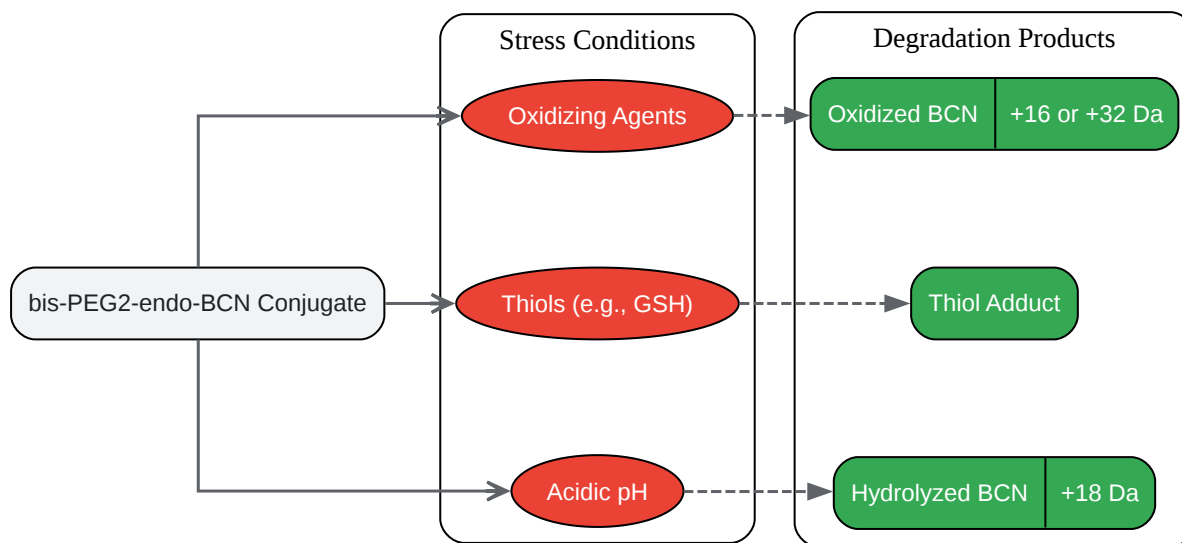 Stress Conditions
Degradation Products
Oxidizing Agents
Oxidized BCN
+16 or +32 Da
bis-PEG2-endo-BCN Conjugate
Thiols (e.g., GSH)
Thiol Adduct
Acidic pH
Hydrolyzed BCN
+18 Da